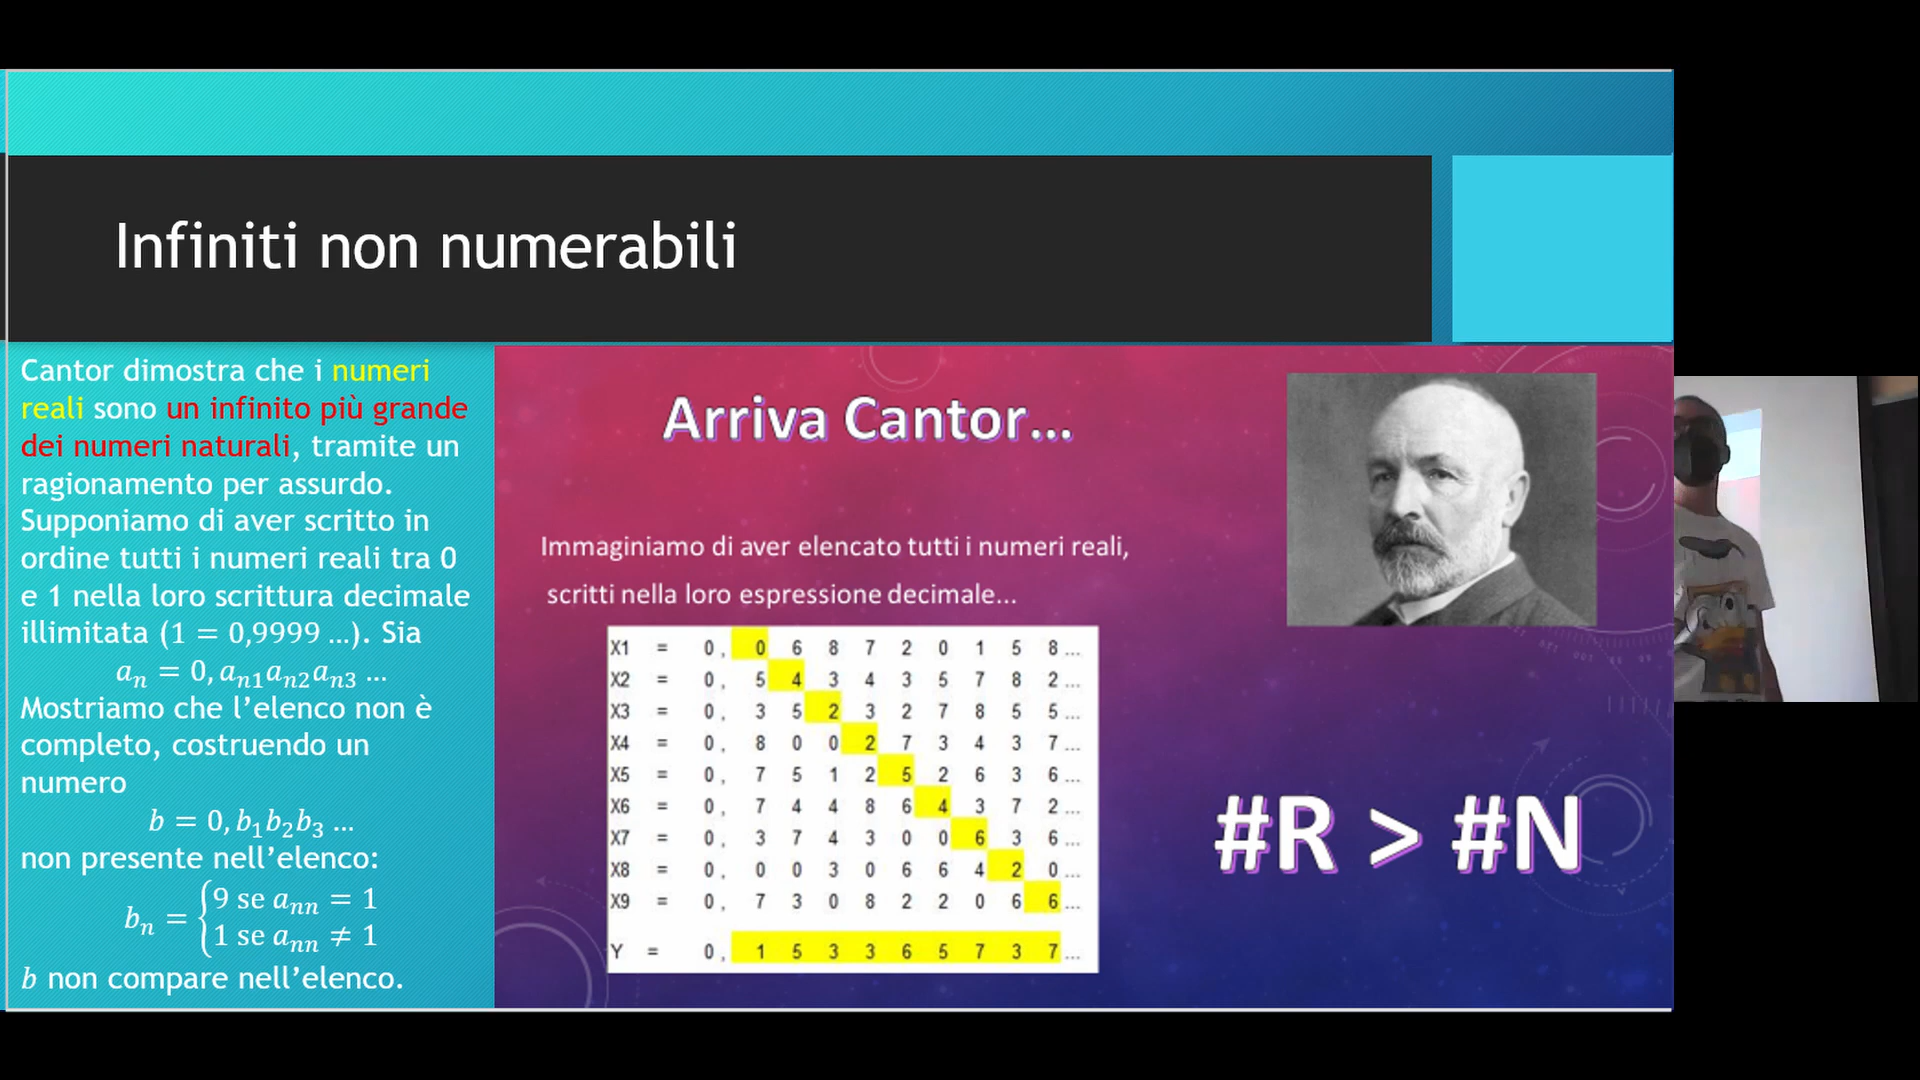 Infiniti non numerabili
Cantor dimostra che i numeri
reali sono un infinito più grande
dei numeri naturali, tramite un
ragionamento per assurdo.
Supponiamo di aver scritto in
ordine tutti i numeri reali tra 0
e 1 nella loro scrittura decimale
illimitata (1 = 0,9999 …). Sia
aₙ = 0, aₙ₁aₙ₂aₙ₃ …
Mostriamo che l’elenco non è
completo, costruendo un
numero
b = 0, b₁b₂b₃ …
non presente nell’elenco:
bₙ = {9 se aₙₙ = 1
1 se aₙₙ ≠ 1
b non compare nell’elenco.
Arriva Cantor…
Immaginiamo di aver elencato tutti i numeri reali,
scritti nella loro espressione decimale…
X1 = 0, 0 6 8 7 2 0 1 5 8 ...
X2 = 0, 5 4 3 4 3 5 7 8 2 ...
X3 = 0, 3 5 2 3 2 7 8 5 5 ...
X4 = 0, 8 0 0 2 7 3 4 3 7 ...
X5 = 0, 7 5 1 2 5 2 6 3 6 ...
X6 = 0, 7 4 4 8 6 4 3 7 2 ...
X7 = 0, 3 7 4 3 0 0 6 3 6 ...
X8 = 0, 0 0 3 0 6 6 4 2 0 ...
X9 = 0, 7 3 0 8 2 2 0 6 6 ...
Y = 0, 1 5 3 3 6 5 7 3 7 ...
#R > #N